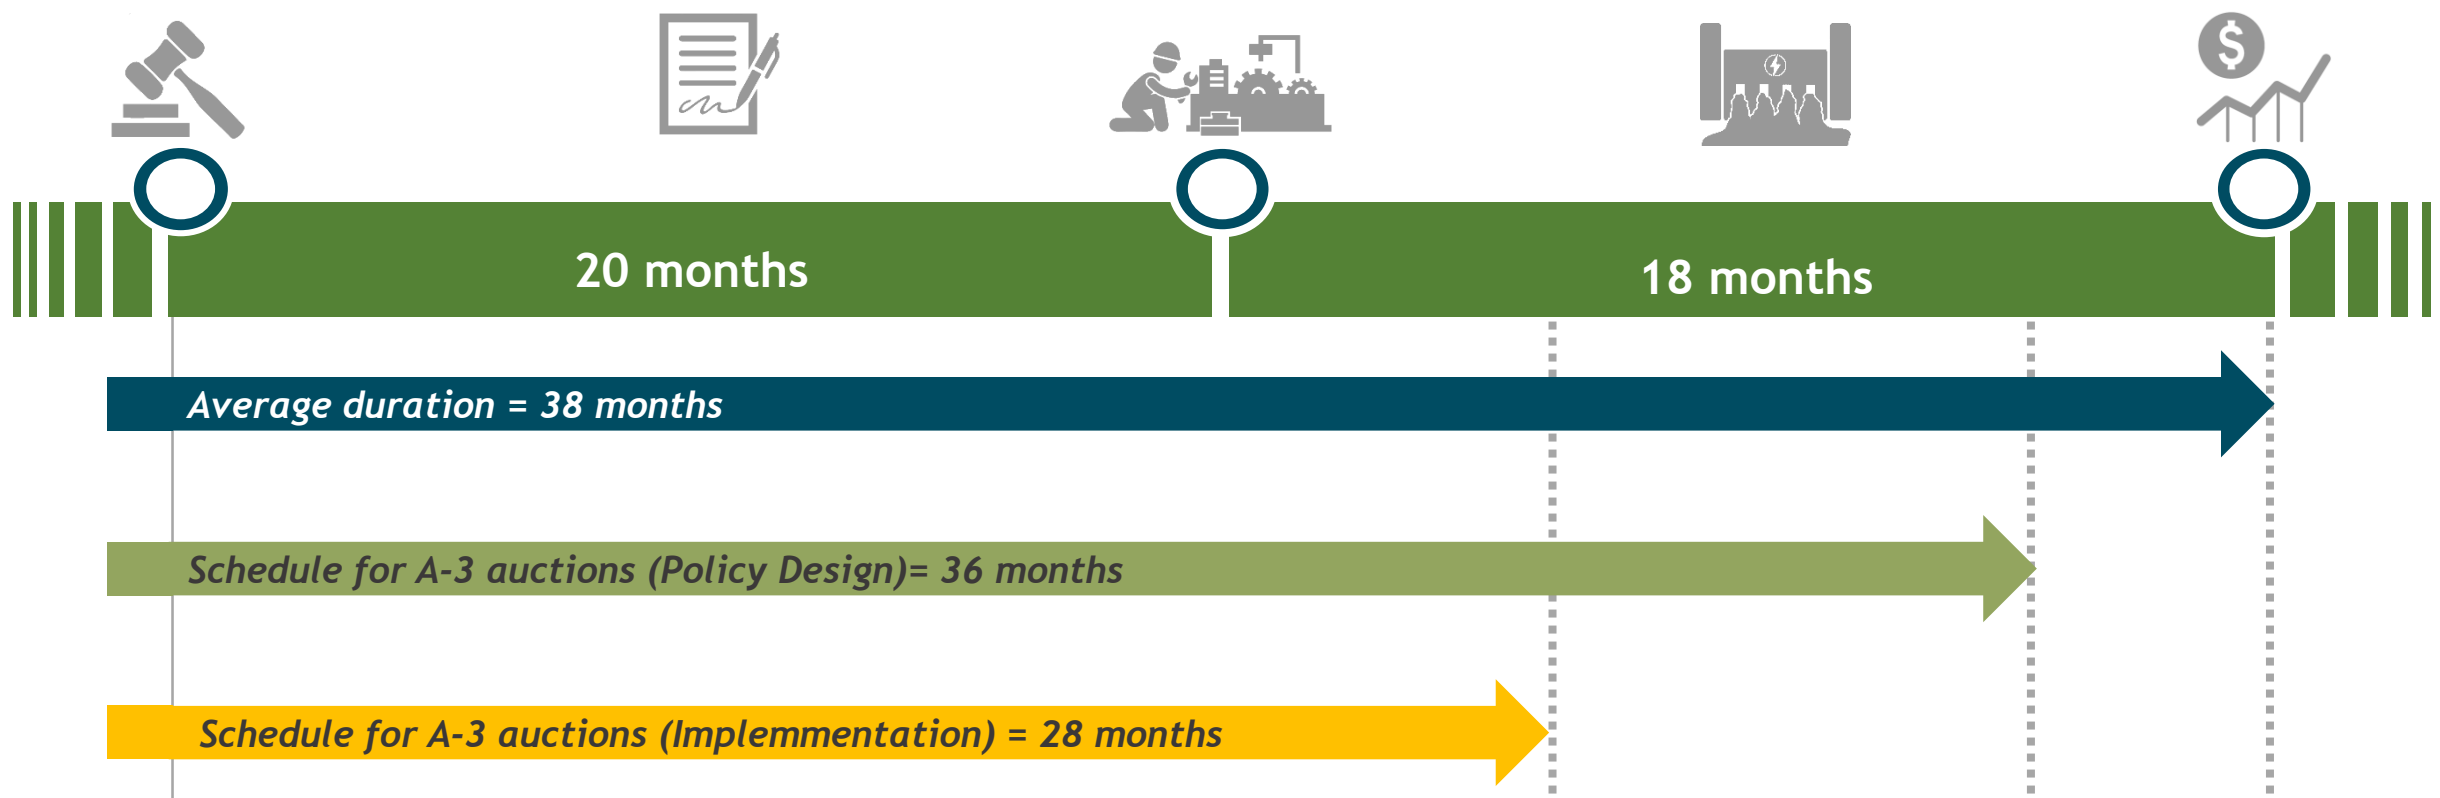 $
20 months
18 months
Average duration = 38 months
Schedule for A-3 auctions (Policy Design)= 36 months
Schedule for A-3 auctions (Implemmentation) = 28 months